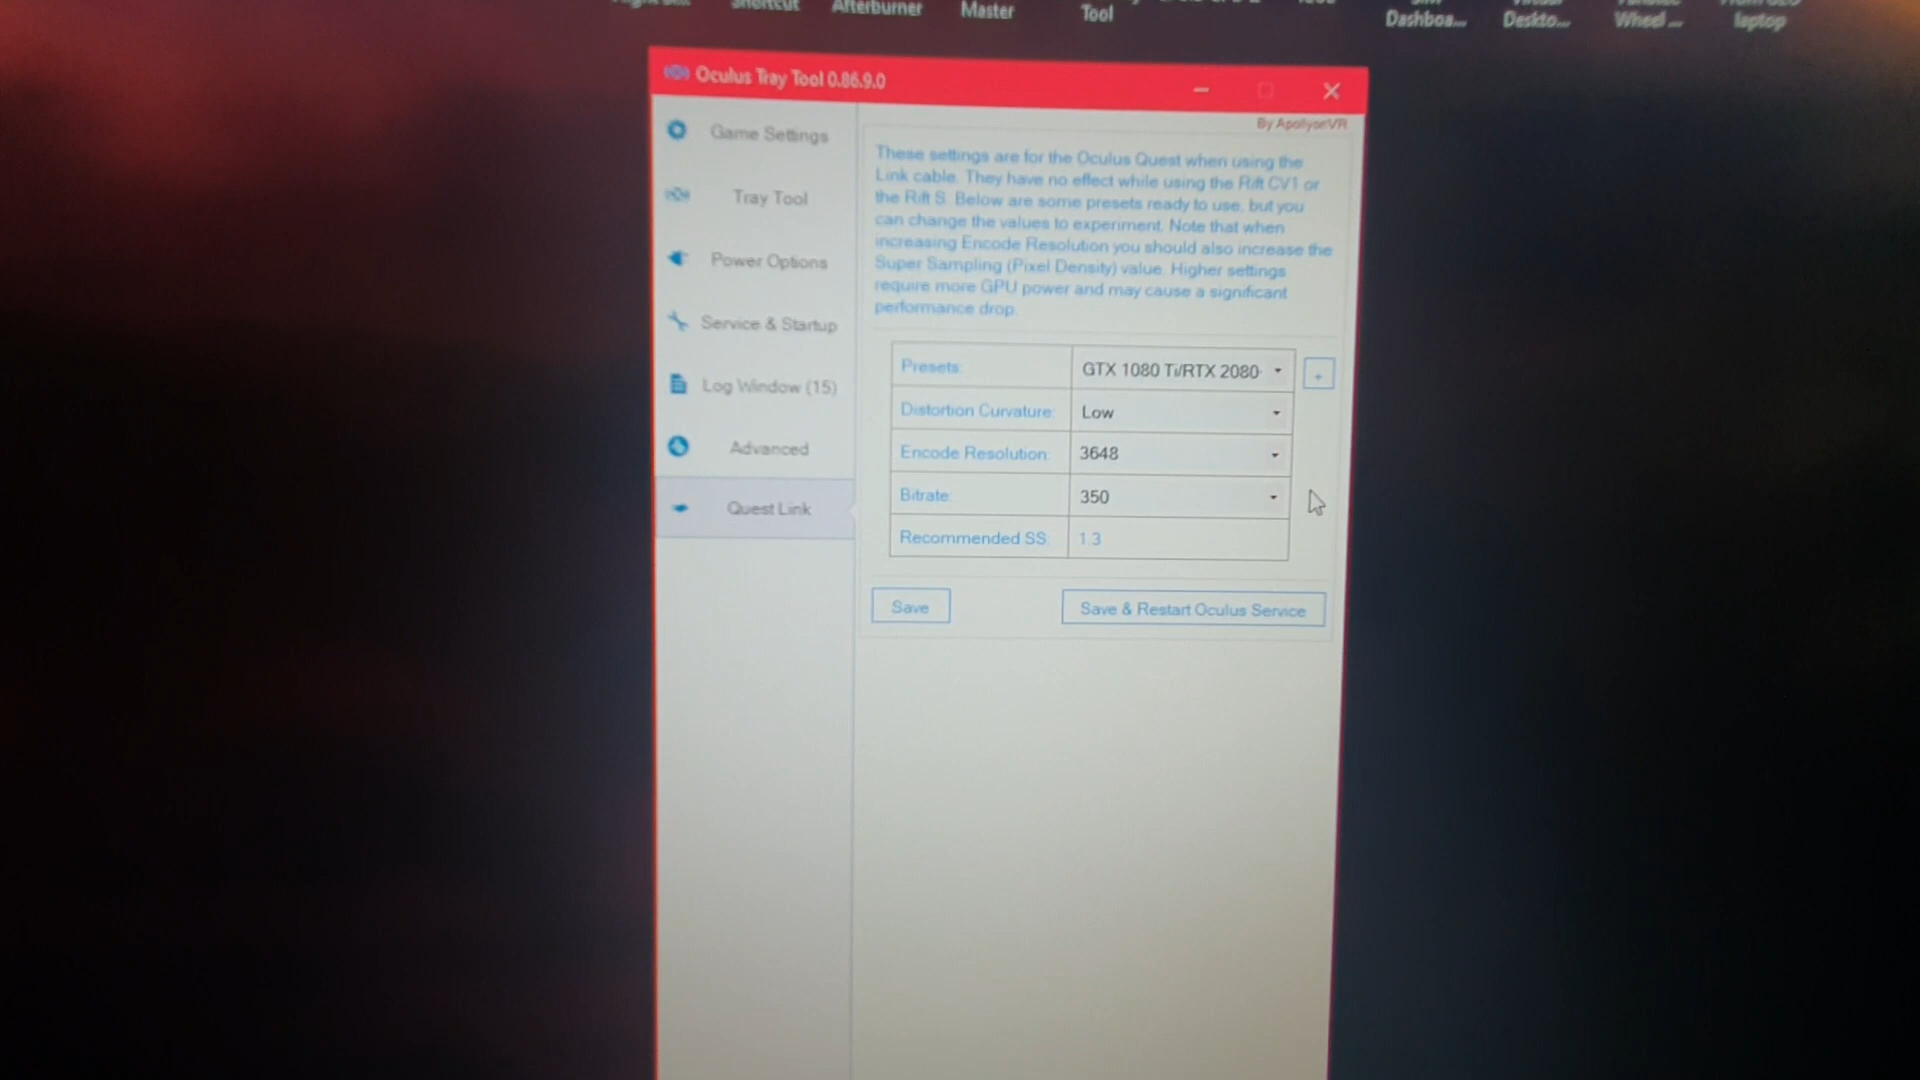 Shortcut
Afterburner
Master
Tool
Dashboa...
Deskto...
Wheel ...
laptop
Oculus Tray Tool 0.86.9.0
By ApollyonVR
Game Settings
Tray Tool
Power Options
Service & Startup
Log Window (15)
Advanced
Quest Link
These settings are for the Oculus Quest when using the
Link cable. They have no effect while using the Rift CV1 or
the Rift S. Below are some presets ready to use, but you
can change the values to experiment. Note that when
increasing Encode Resolution you should also increase the
Super Sampling (Pixel Density) value. Higher settings
require more GPU power and may cause a significant
performance drop.
Presets: GTX 1080 Ti/RTX 2080
+
Distortion Curvature: Low
Encode Resolution: 3648
Bitrate: 350
Recommended SS: 1.3
Save
Save & Restart Oculus Service